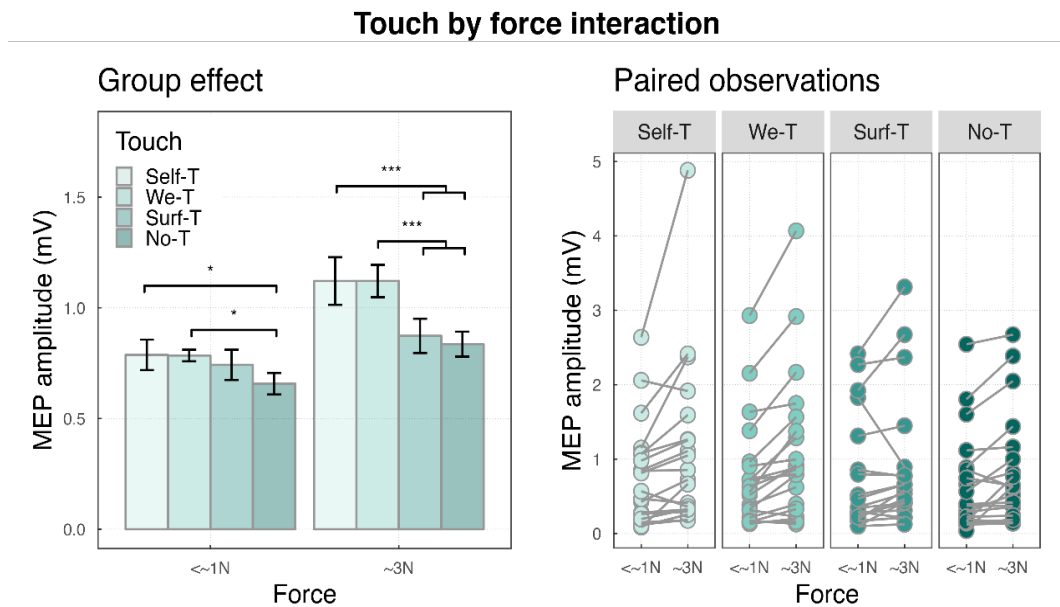 Touch by force interaction
Group effect
Touch
Self-T
We-T
Surf-T
No-T
***
***
*
*
MEP amplitude (mV)
1.5
1.0
0.5
0.0
<~1N
~3N
Force
Paired observations
Self-T
We-T
Surf-T
No-T
MEP amplitude (mV)
5
4
3
2
1
0
<~1N ~3N
<~1N ~3N
<~1N ~3N
<~1N ~3N
Force